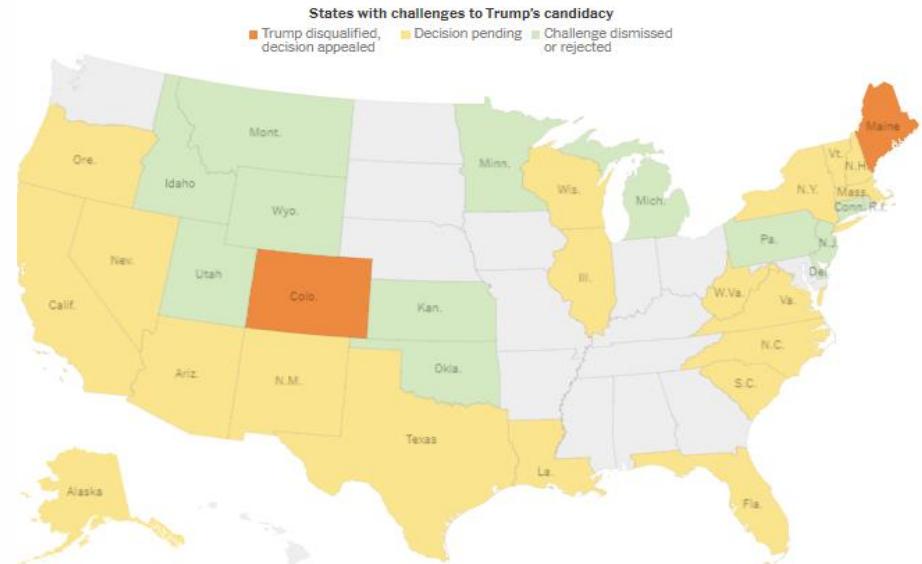 States with challenges to Trump's candidacy
Trump disqualified, decision appealed
Decision pending
Challenge dismissed or rejected
Maine
Mont.
Vt.
Ore.
Minn.
N.H.
Idaho
Wis.
N.Y.
Mass.
Wyo.
Mich.
Conn.
R.I.
Pa.
N.J.
Nev.
Utah
Ill.
Del.
Colo.
W.Va.
Va.
Calif.
Kan.
N.C.
Okla.
Ariz.
N.M.
S.C.
Texas
La.
Alaska
Fla.